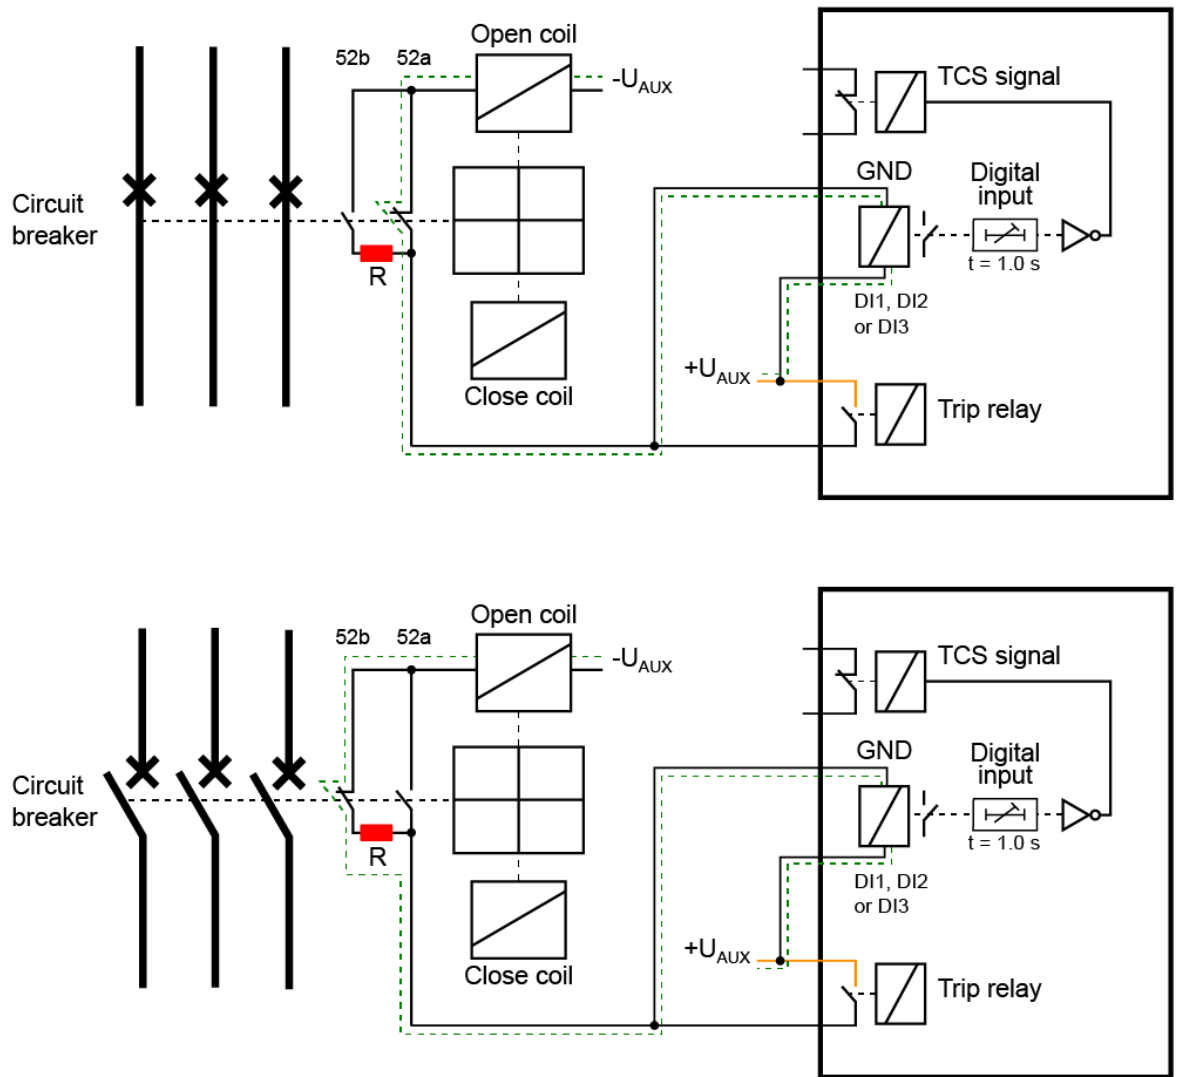 Open coil
52b
52a
-UAUX
TCS signal
GND
Digital
input
Circuit
breaker
R
t = 1.0 s
DI1, DI2
or DI3
+UAUX
Close coil
Trip relay
Open coil
52b
52a
-UAUX
TCS signal
GND
Digital
input
Circuit
breaker
R
t = 1.0 s
DI1, DI2
or DI3
+UAUX
Close coil
Trip relay